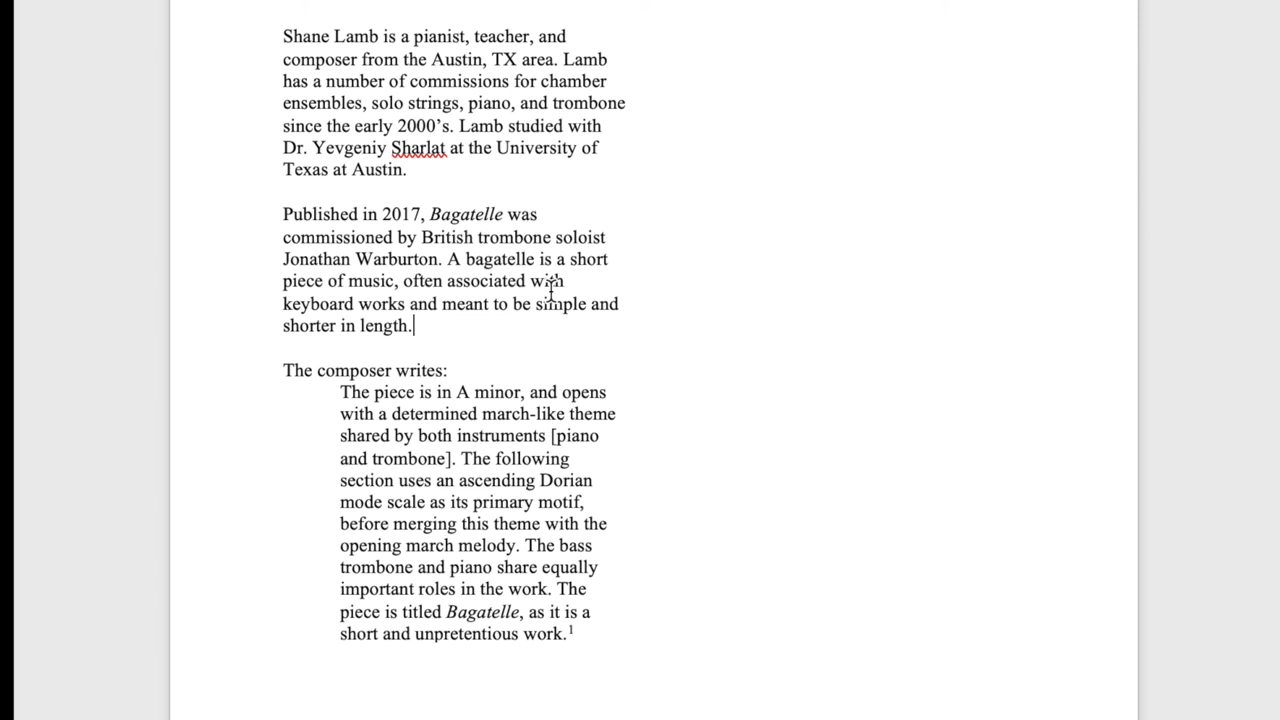 Shane Lamb is a pianist, teacher, and
composer from the Austin, TX area. Lamb
has a number of commissions for chamber
ensembles, solo strings, piano, and trombone
since the early 2000’s. Lamb studied with
Dr. Yevgeniy Sharlat at the University of
Texas at Austin.
Published in 2017, Bagatelle was
commissioned by British trombone soloist
Jonathan Warburton. A bagatelle is a short
piece of music, often associated with
keyboard works and meant to be simple and
shorter in length.
The composer writes:
The piece is in A minor, and opens
with a determined march-like theme
shared by both instruments [piano
and trombone]. The following
section uses an ascending Dorian
mode scale as its primary motif,
before merging this theme with the
opening march melody. The bass
trombone and piano share equally
important roles in the work. The
piece is titled Bagatelle, as it is a
short and unpretentious work.¹